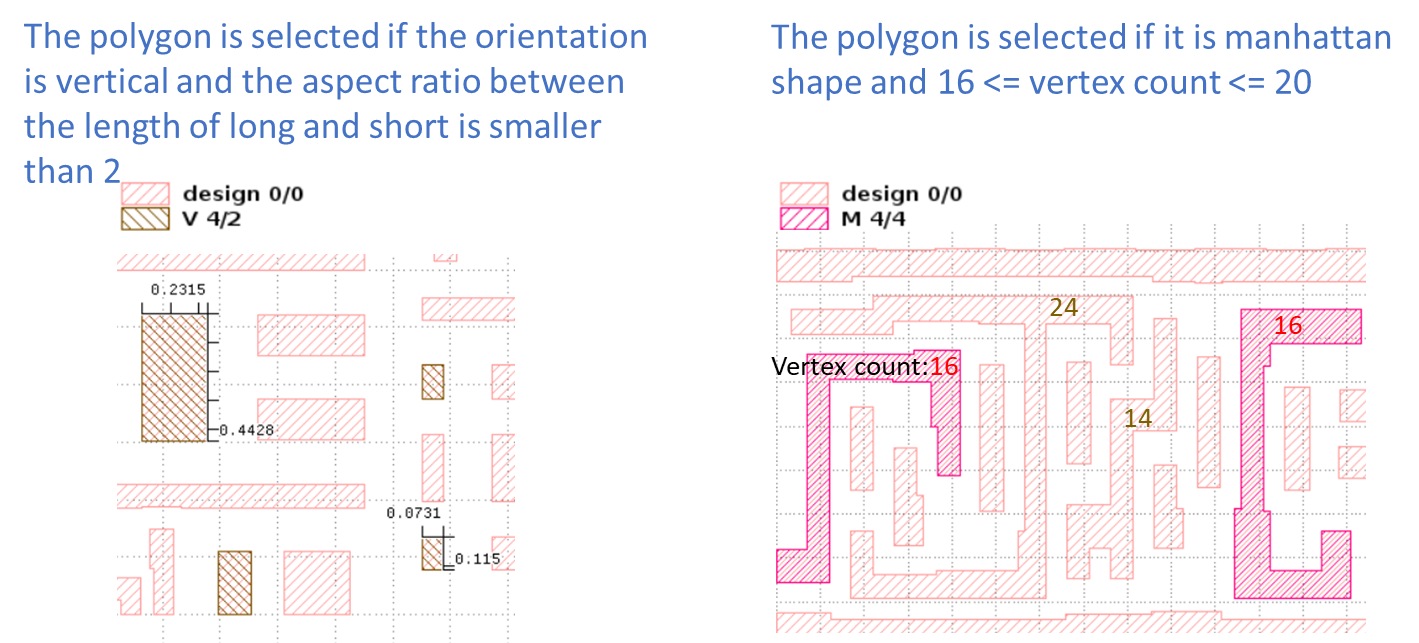 The polygon is selected if the orientation
is vertical and the aspect ratio between
the length of long and short is smaller
than 2
design 0/0
V 4/2
0.2315
0.4428
0.0731
0.115
The polygon is selected if it is manhattan
shape and 16 <= vertex count <= 20
design 0/0
M 4/4
24
16
Vertex count:16
14